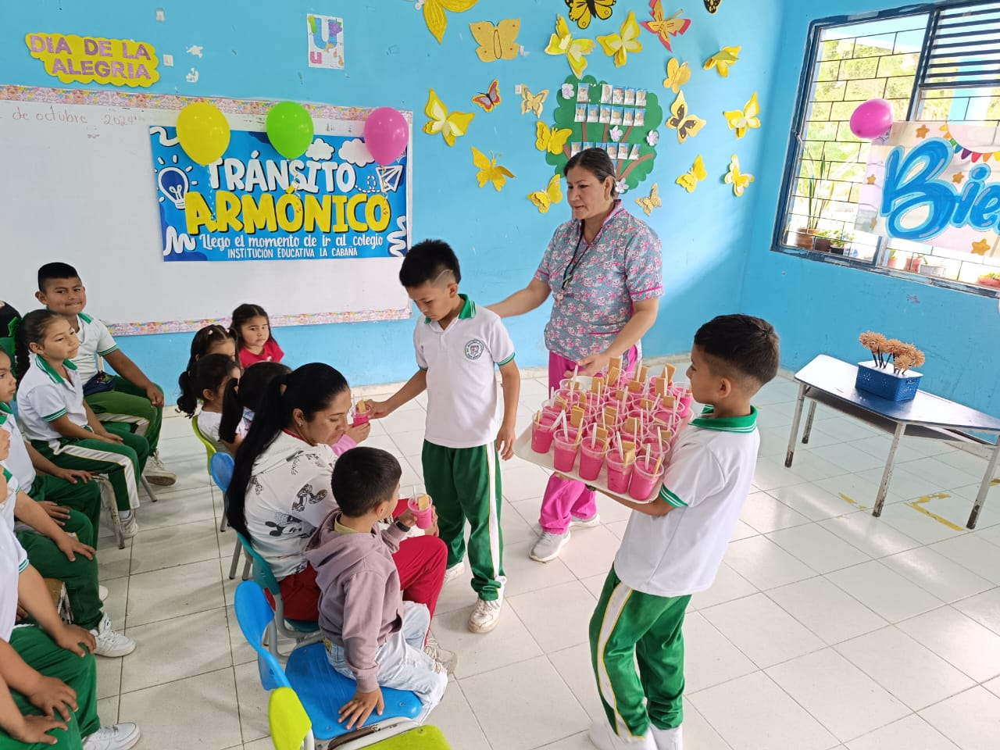 DIA DE LA
ALEGRIA
U
u
de octubre 2024
TRÁNSITO
ARMÓNICO
Llego el momento de ir al colegio
INSTITUCIÓN EDUCATIVA LA CABAÑA
Bie